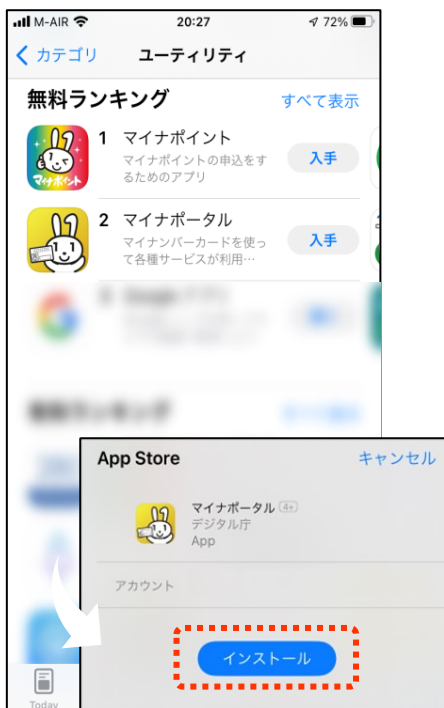 M-AIR 20:27 72%
カテゴリ ユーティリティ
無料ランキング すべて表示
マイナポイント
1 マイナポイント
マイナポイントの申込をす
るためのアプリ
入手
2 マイナポータル
マイナンバーカードを使っ
て各種サービスが利用…
入手
App Store キャンセル
マイナポータル 4+
デジタル庁
App
アカウント
インストール
Today